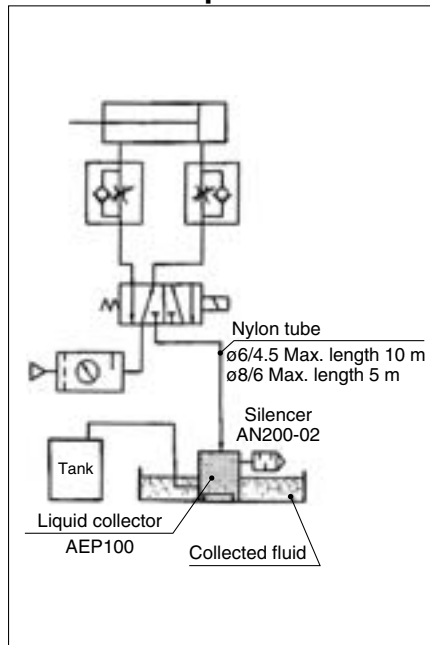 Nylon tube
ø6/4.5 Max. length 10 m
ø8/6 Max. length 5 m
Silencer
AN200-02
Tank
Liquid collector
AEP100
Collected fluid